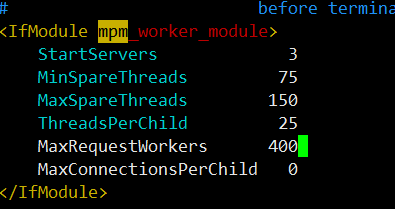 # before termina
<IfModule mpm_worker_module>
StartServers 3
MinSpareThreads 75
MaxSpareThreads 150
ThreadsPerChild 25
MaxRequestWorkers 400
MaxConnectionsPerChild 0
</IfModule>